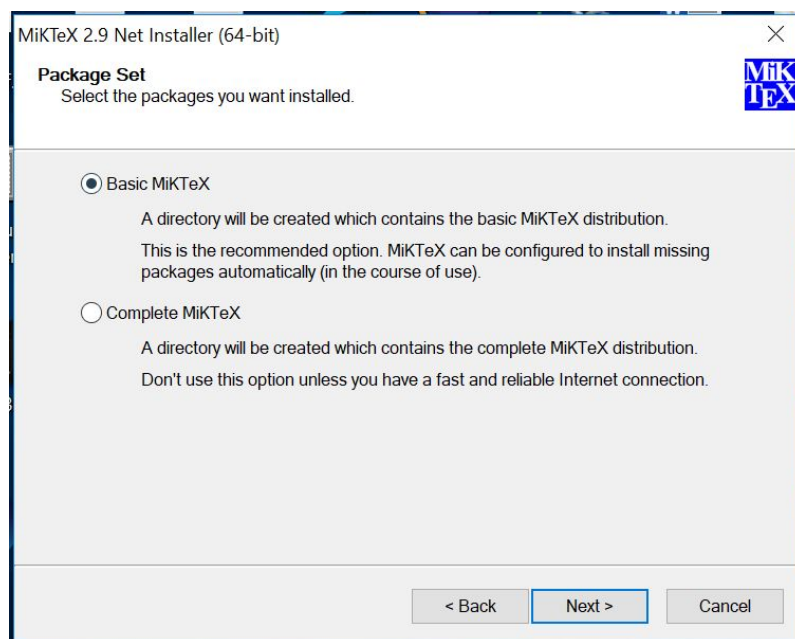 MiKTeX 2.9 Net Installer (64-bit)
Package Set
Select the packages you want installed.
MiK
TEX
Basic MiKTeX
A directory will be created which contains the basic MiKTeX distribution.
This is the recommended option. MiKTeX can be configured to install missing
packages automatically (in the course of use).
Complete MiKTeX
A directory will be created which contains the complete MiKTeX distribution.
Don't use this option unless you have a fast and reliable Internet connection.
< Back
Next >
Cancel